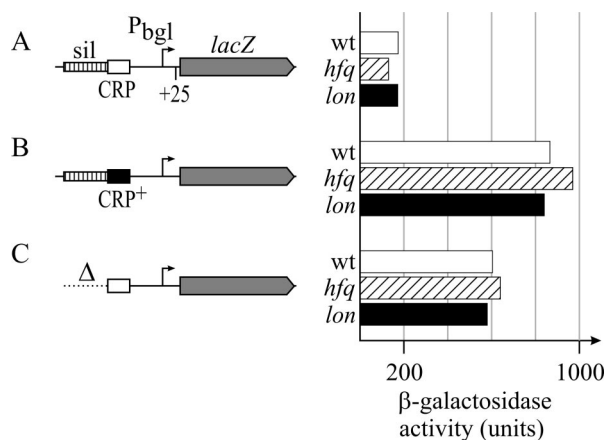 A
sil
P bgl
lacZ
CRP
+25
wt
hfq
lon
B
CRP+
wt
hfq
lon
C
Δ
wt
hfq
lon
200
1000
β-galactosidase
activity (units)